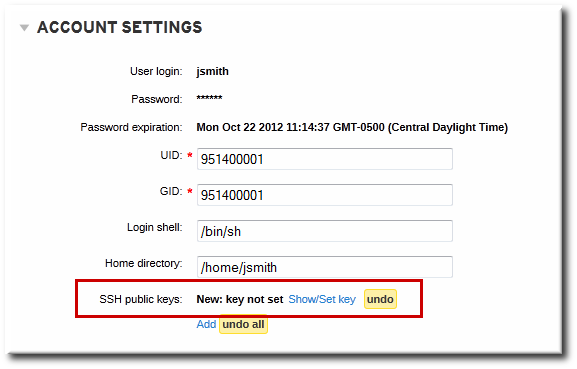 ACCOUNT SETTINGS
User login: jsmith
Password: ******
Password expiration: Mon Oct 22 2012 11:14:37 GMT-0500 (Central Daylight Time)
UID: * 951400001
GID: * 951400001
Login shell: /bin/sh
Home directory: /home/jsmith
SSH public keys: New: key not set Show/Set key undo
Add undo all